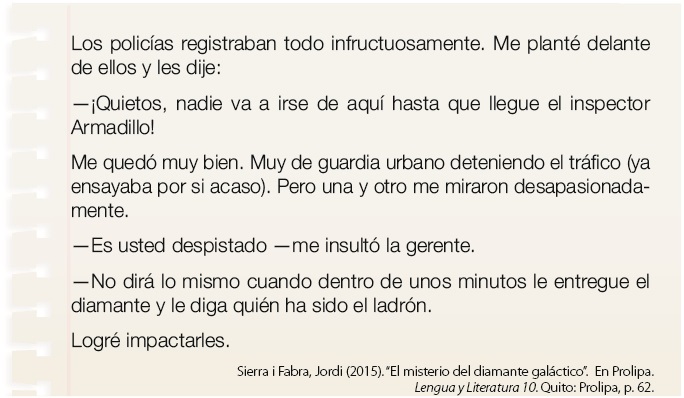 Los policías registraban todo infructuosamente. Me planté delante
de ellos y les dije:
—¡Quietos, nadie va a irse de aquí hasta que llegue el inspector
Armadillo!
Me quedó muy bien. Muy de guardia urbano deteniendo el tráfico (ya
ensayaba por si acaso). Pero una y otro me miraron desapasionada-
mente.
—Es usted despistado —me insultó la gerente.
—No dirá lo mismo cuando dentro de unos minutos le entregue el
diamante y le diga quién ha sido el ladrón.
Logré impactarles.
Sierra i Fabra, Jordi (2015). “El misterio del diamante galáctico”. En Prolipa.
Lengua y Literatura 10. Quito: Prolipa, p. 62.